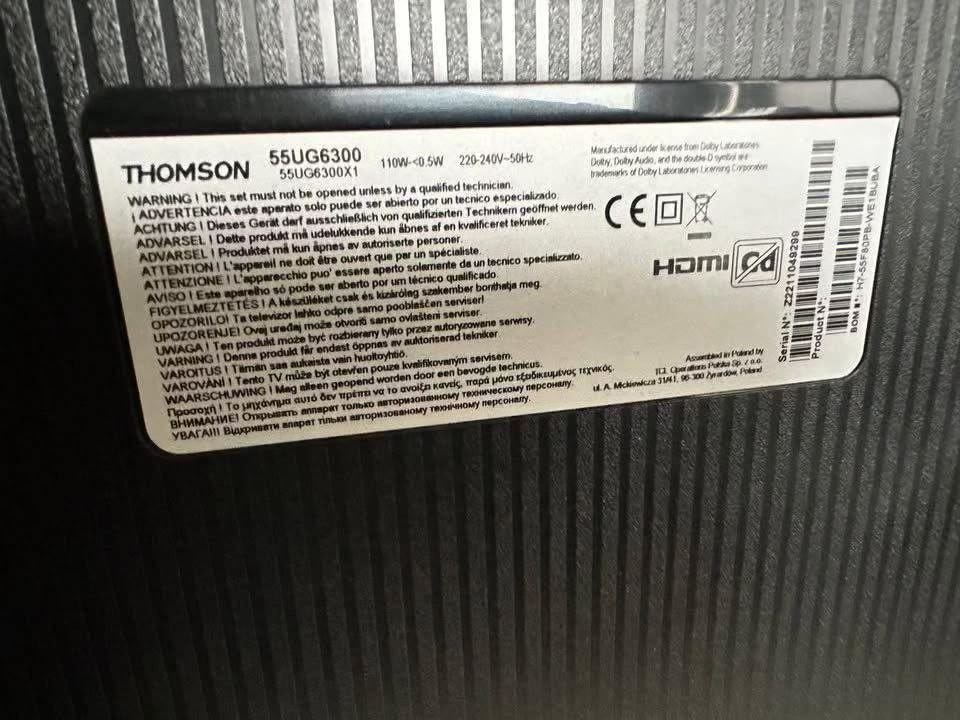 THOMSON 55UG6300 110W-<0.5W 220-240V~50Hz
55UG6300X1
WARNING ! This set must not be opened unless by a qualified technician.
¡ ADVERTENCIA este aparato solo puede ser abierto por un tecnico especializado.
ACHTUNG ! Dieses Gerät darf ausschließlich von qualifizierten Technikern geöffnet werden.
ADVARSEL ! Dette produkt må udelukkende kun åbnes af en kvalificeret tekniker.
ADVARSEL ! Produktet må kun åpnes av autoriserte personer.
ATTENTION ! L'appareil ne doit être ouvert que par un spécialiste.
ATTENZIONE ! L'apparecchio puo' essere aperto solamente da un tecnico specializzato.
AVISO ! Este aparelho só pode ser aberto por um técnico qualificado.
FIGYELMEZTETÉS ! A készüléket csak és kizárólag szakember bonthatja meg.
OPOZORILO! Ta televizor lahko odpre samo pooblaščen serviser!
UPOZORENJE! Ovaj uređaj može otvoriti samo ovlašteni serviser.
UWAGA ! Ten produkt może być rozbierany tylko przez autoryzowane serwisy.
VARNING ! Denna produkt får endast öppnas av auktoriserad tekniker.
VAROITUS ! Tämän saa aukaista vain huoltoyhtiö.
VAROVÁNÍ ! Tento TV může být otevřen pouze kvalifikovaným servisem.
WAARSCHUWING ! Mag alleen geopend worden door een bevoegde technicus.
Προσοχή ! Το μηχάνημα αυτό δεν πρέπει να το ανοίξει κανείς, παρά μόνο εξειδικευμένος τεχνικός.
ВНИМАНИЕ! Открывать аппарат только авторизованному техническому персоналу.
УВАГА!!! Відкривати апарат тільки авторизованому технічному персоналу.
Manufactured under license from Dolby Laboratories.
Dolby, Dolby Audio, and the double-D symbol are
trademarks of Dolby Laboratories Licensing Corporation
CE
HDMI
Assembled in Poland by
TCL Operations Polska Sp. z o.o.
ul. A. Mickiewicza 31/41, 96-300 Żyrardów, Poland
Serial N°: Z2211049299
Product N°:
BOM N°: H7-55F80PB-WE1BUBA